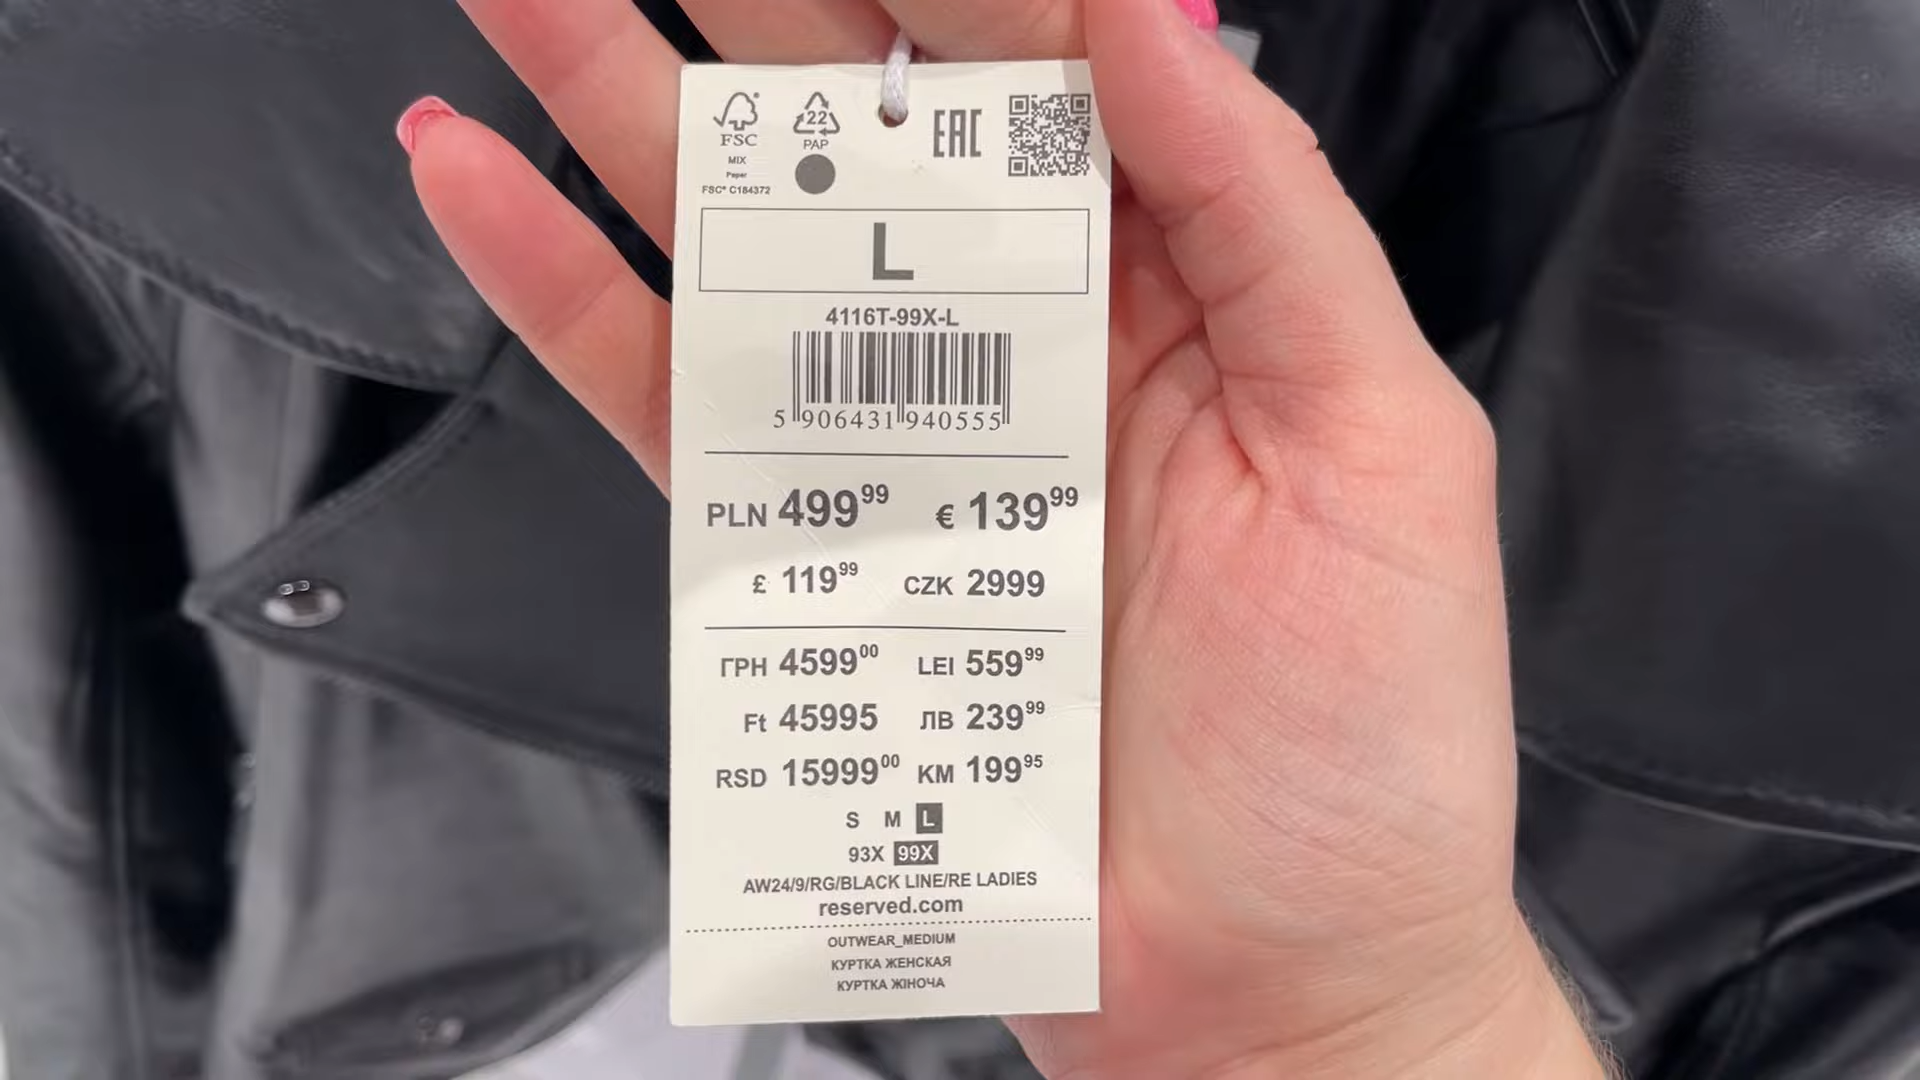 FSC
MIX
Paper
FSC® C184372
22
PAP
EAC
L
4116T-99X-L
5 906431 940555
PLN 499⁹⁹ € 139⁹⁹
£ 119⁹⁹ CZK 2999
ГРН 4599⁰⁰ LEI 559⁹⁹
Ft 45995 ЛВ 239⁹⁹
RSD 15999⁰⁰ KM 199⁹⁵
S M L
93X 99X
AW24/9/RG/BLACK LINE/RE LADIES
reserved.com
OUTWEAR_MEDIUM
КУРТКА ЖЕНСКАЯ
КУРТКА ЖІНОЧА